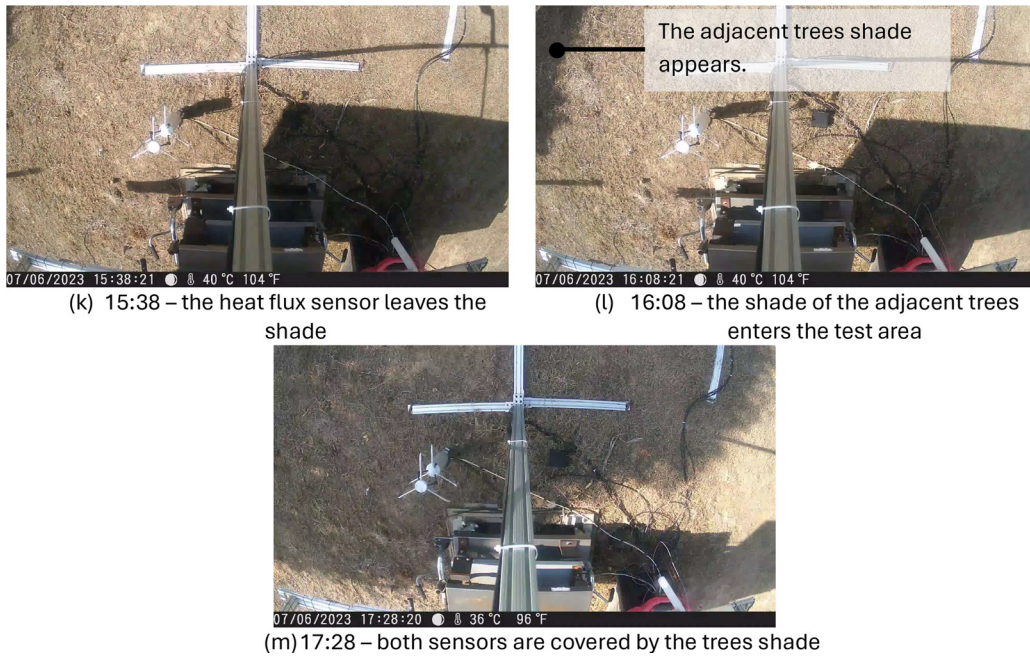 The adjacent trees shade
appears.
07/06/2023 15:38:21 40°C 104°F
07/06/2023 16:08:21 40°C 104°F
(k) 15:38 – the heat flux sensor leaves the
shade
(l) 16:08 – the shade of the adjacent trees
enters the test area
07/06/2023 17:28:20 36°C 96°F
(m) 17:28 – both sensors are covered by the trees shade